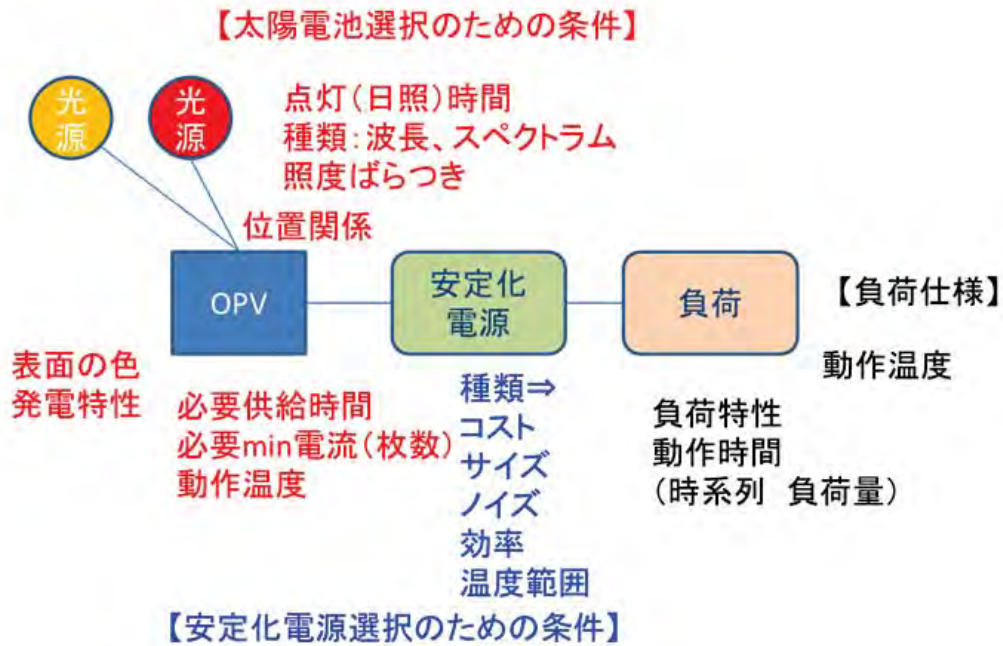 【太陽電池選択のための条件】
光
源
光
源
点灯(日照)時間
種類:波長、スペクトラム
照度ばらつき
位置関係
OPV
安定化
電源
負荷
【負荷仕様】
動作温度
表面の色
発電特性
必要供給時間
必要min電流(枚数)
動作温度
種類⇒
コスト
サイズ
ノイズ
効率
温度範囲
負荷特性
動作時間
(時系列 負荷量)
【安定化電源選択のための条件】